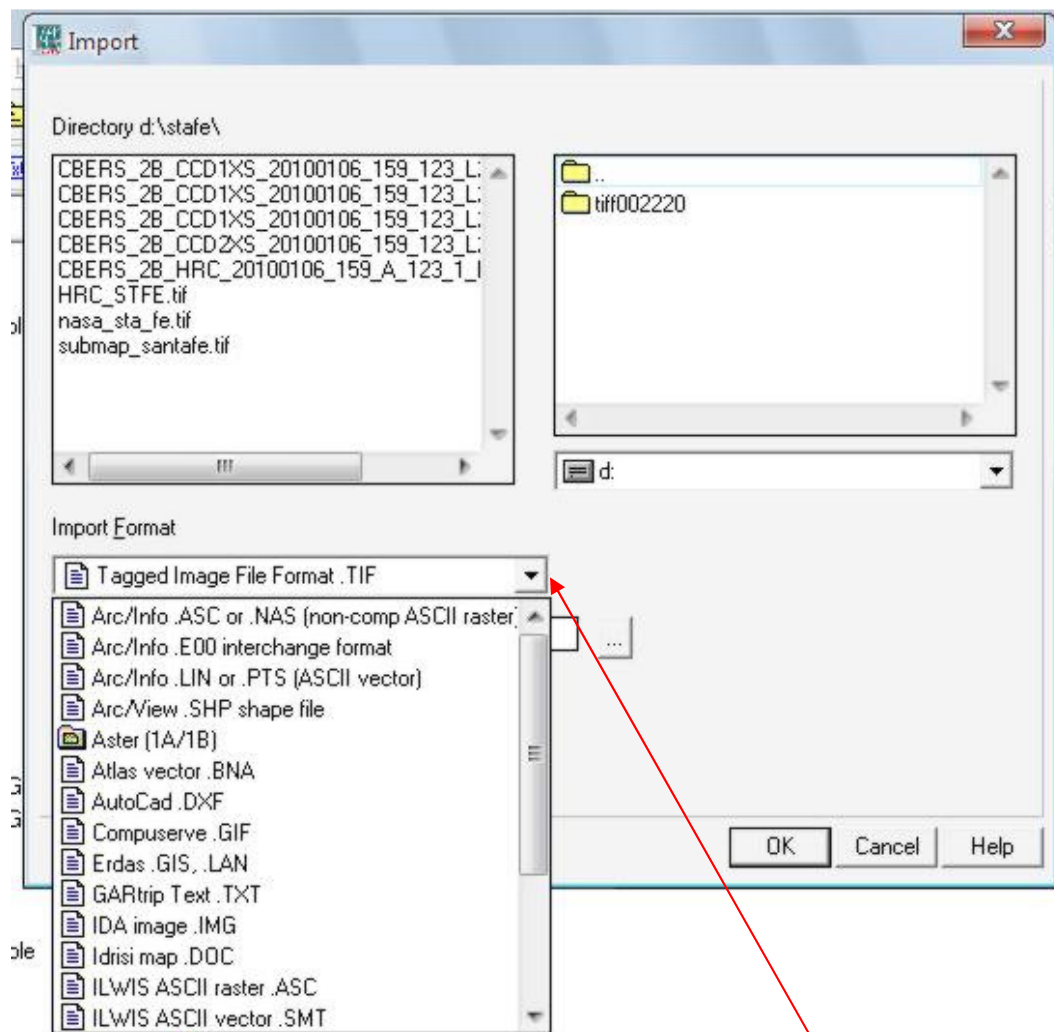 Import
Directory d:\stafe\
CBERS_2B_CCD1XS_20100106_159_123_L
CBERS_2B_CCD1XS_20100106_159_123_L
CBERS_2B_CCD1XS_20100106_159_123_L
CBERS_2B_CCD2XS_20100106_159_123_L
CBERS_2B_HRC_20100106_159_A_123_1_
HRC_STFE.tif
nasa_sta_fe.tif
submap_santafe.tif
..
tiff002220
d:
Import Format
Tagged Image File Format .TIF
Arc/Info .ASC or .NAS (non-comp ASCII raster)
Arc/Info .E00 interchange format
Arc/Info .LIN or .PTS (ASCII vector)
Arc/View .SHP shape file
Aster (1A/1B)
Atlas vector .BNA
AutoCad .DXF
Compuserve .GIF
Erdas .GIS, .LAN
GARtrip Text .TXT
IDA image .IMG
Idrisi map .DOC
ILWIS ASCII raster .ASC
ILWIS ASCII vector .SMT
...
OK Cancel Help